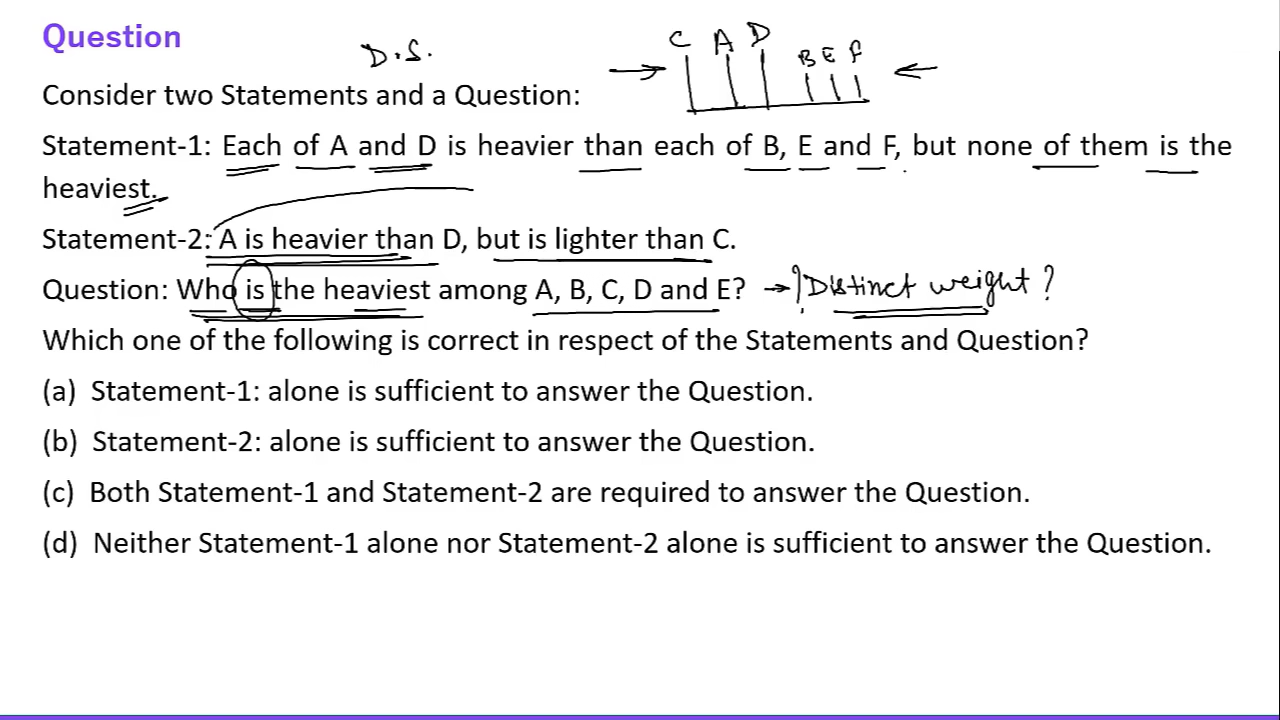 Question
D.S.
C A D B E F
Consider two Statements and a Question:
Statement-1: Each of A and D is heavier than each of B, E and F, but none of them is the
heaviest.
Statement-2: A is heavier than D, but is lighter than C.
Question: Who is the heaviest among A, B, C, D and E? Distinct weight?
Which one of the following is correct in respect of the Statements and Question?
(a) Statement-1: alone is sufficient to answer the Question.
(b) Statement-2: alone is sufficient to answer the Question.
(c) Both Statement-1 and Statement-2 are required to answer the Question.
(d) Neither Statement-1 alone nor Statement-2 alone is sufficient to answer the Question.